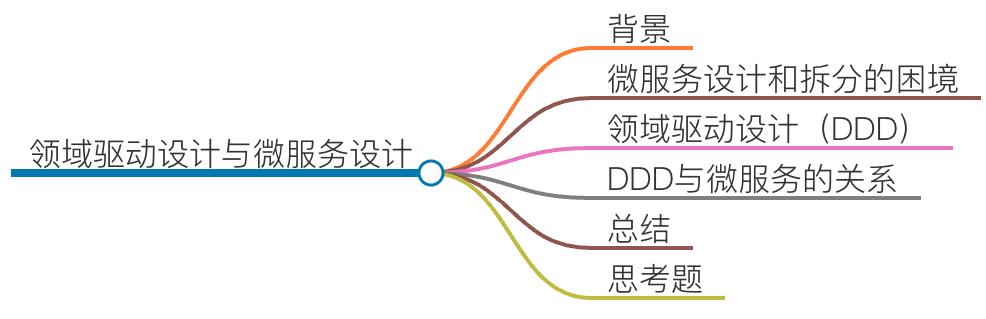 领域驱动设计与微服务设计
背景
微服务设计和拆分的困境
领域驱动设计（DDD）
DDD与微服务的关系
总结
思考题